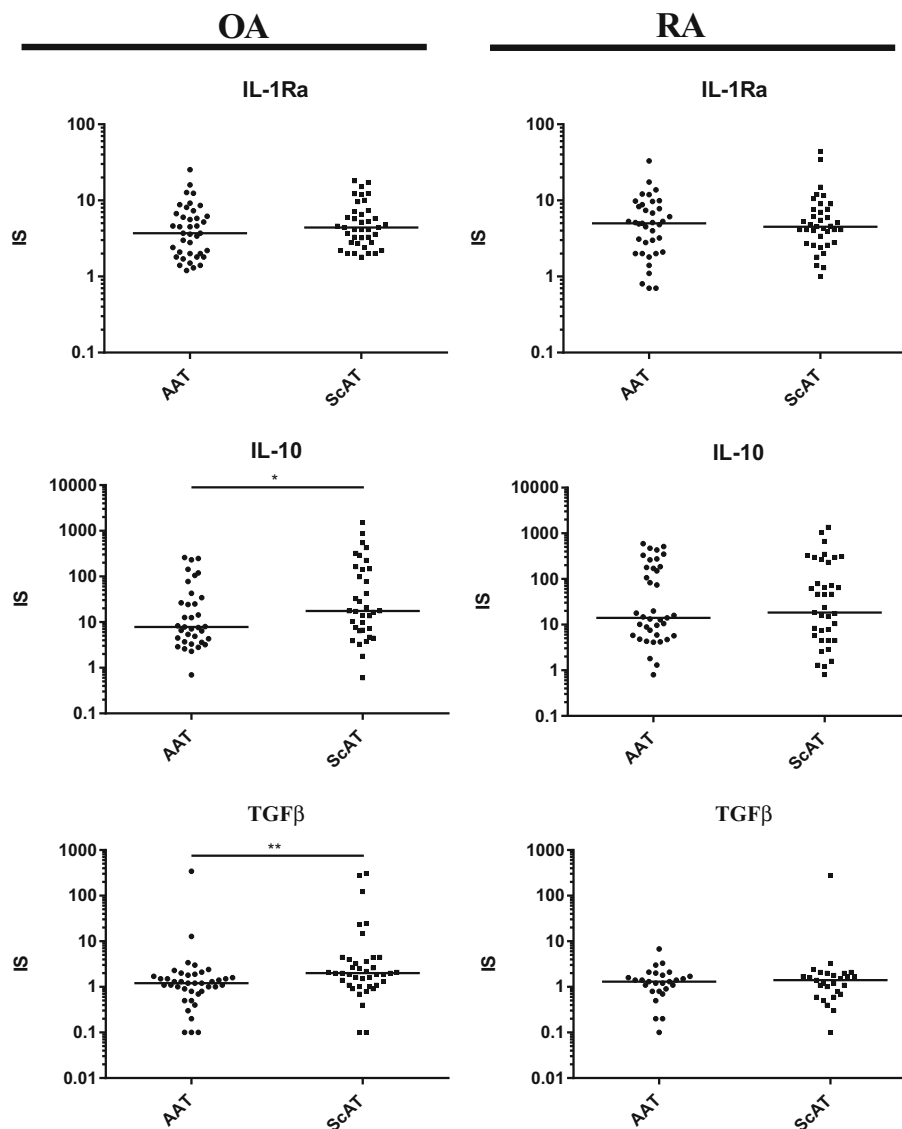 OA
RA
IL-1Ra
IL-1Ra
100
10
1
0.1
IS
AAT
ScAT
100
10
1
0.1
IS
AAT
ScAT
IL-10
IL-10
*
10000
1000
100
10
1
0.1
IS
AAT
ScAT
10000
1000
100
10
1
0.1
IS
AAT
ScAT
TGFβ
TGFβ
**
1000
100
10
1
0.1
0.01
IS
AAT
ScAT
1000
100
10
1
0.1
0.01
IS
AAT
ScAT